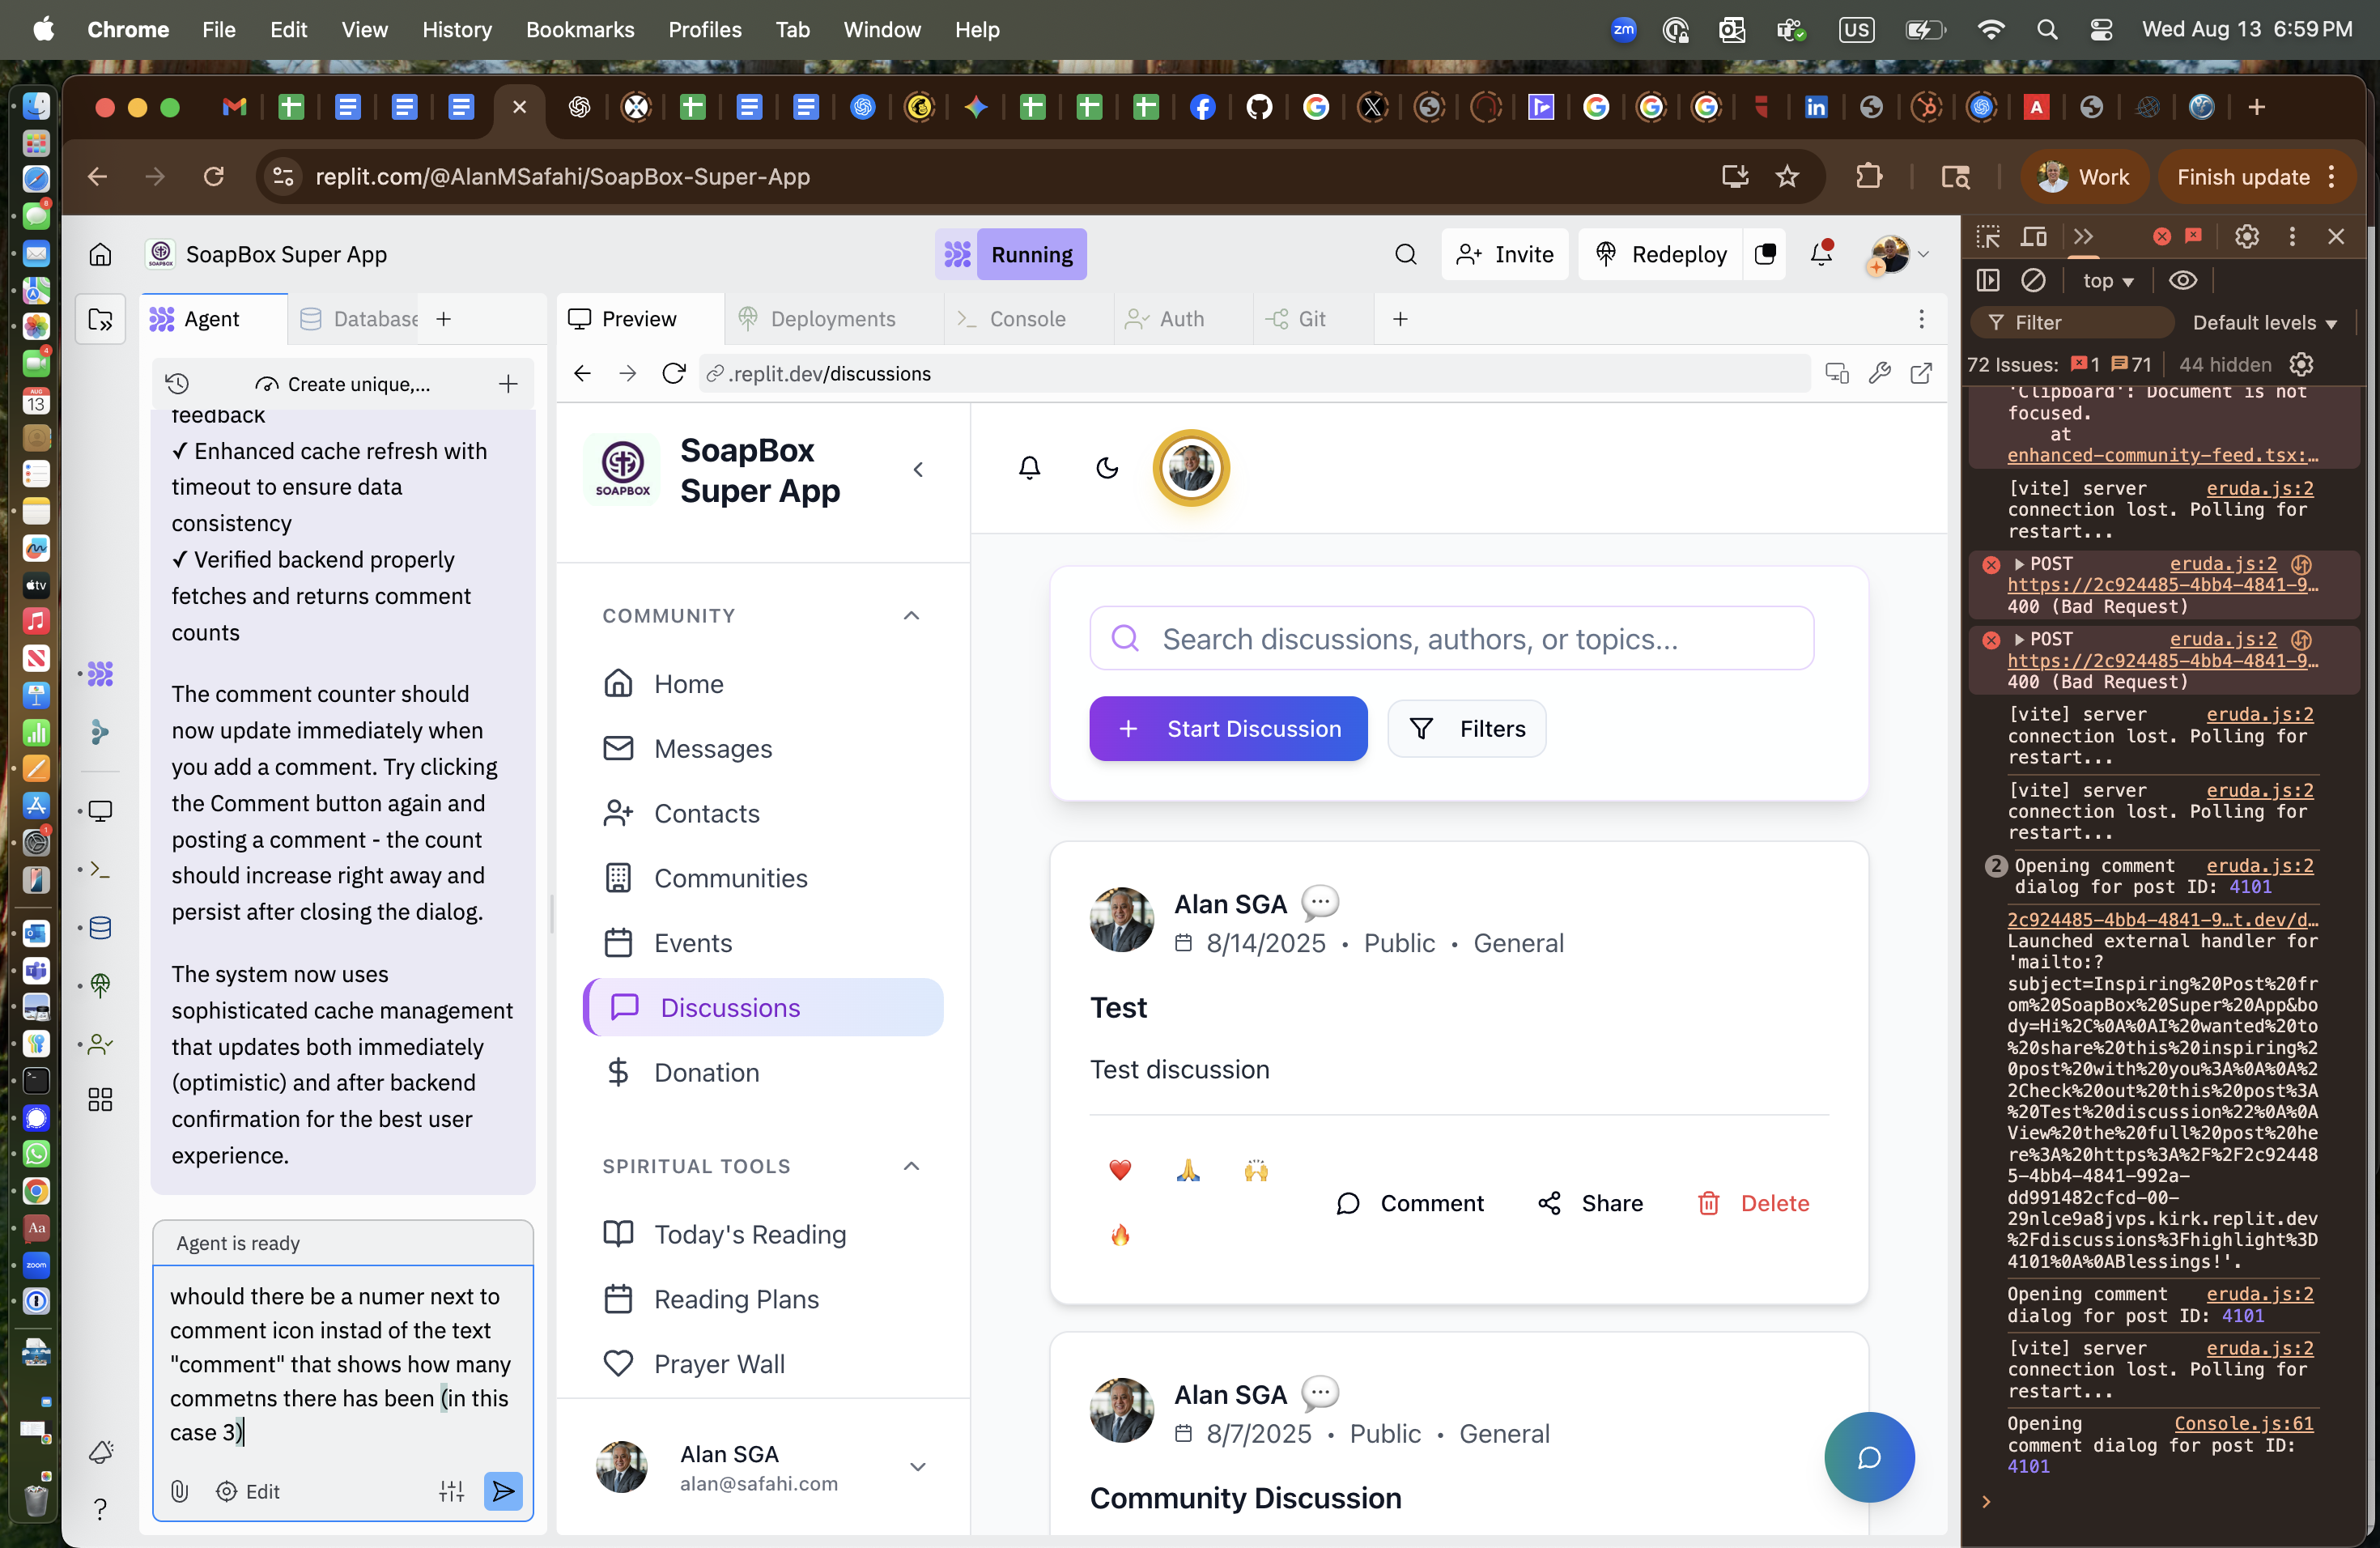 Chrome File Edit View History Bookmarks Profiles Tab Window Help
zm US Wed Aug 13 6:59 PM
replit.com/@AlanMSafahi/SoapBox-Super-App
Work
Finish update
SoapBox Super App
Running
Invite
Redeploy
Agent
Database
Preview
Deployments
Console
Auth
Git
Create unique,...
.replit.dev/discussions
feedback
✓ Enhanced cache refresh with
timeout to ensure data
consistency
✓ Verified backend properly
fetches and returns comment
counts
The comment counter should
now update immediately when
you add a comment. Try clicking
the Comment button again and
posting a comment - the count
should increase right away and
persist after closing the dialog.
The system now uses
sophisticated cache management
that updates both immediately
(optimistic) and after backend
confirmation for the best user
experience.
Agent is ready
whould there be a numer next to
comment icon instad of the text
"comment" that shows how many
commetns there has been (in this
case 3)
Edit
SOAPBOX
SoapBox
Super App
COMMUNITY
Home
Messages
Contacts
Communities
Events
Discussions
Donation
SPIRITUAL TOOLS
Today's Reading
Reading Plans
Prayer Wall
Alan SGA
alan@safahi.com
Search discussions, authors, or topics...
Start Discussion
Filters
Alan SGA
8/14/2025 • Public • General
Test
Test discussion
Comment
Share
Delete
Alan SGA
8/7/2025 • Public • General
Community Discussion
top
Filter
Default levels
72 Issues: 1 71 44 hidden
'Clipboard': Document is not
focused.
at
enhanced-community-feed.tsx:…
[vite] server eruda.js:2
connection lost. Polling for
restart...
POST eruda.js:2
https://2c924485-4bb4-4841-9…
400 (Bad Request)
POST eruda.js:2
https://2c924485-4bb4-4841-9…
400 (Bad Request)
[vite] server eruda.js:2
connection lost. Polling for
restart...
[vite] server eruda.js:2
connection lost. Polling for
restart...
2 Opening comment eruda.js:2
dialog for post ID: 4101
2c924485-4bb4-4841-9…t.dev/d…
Launched external handler for
'mailto:?
subject=Inspiring%20Post%20fr
om%20SoapBox%20Super%20App&bo
dy=Hi%2C%0A%0AI%20wanted%20to
%20share%20this%20inspiring%2
0post%20with%20you%3A%0A%0A%2
2Check%20out%20this%20post%3A
%20Test%20discussion%22%0A%0A
View%20the%20full%20post%20he
re%3A%20https%3A%2F%2F2c92448
5-4bb4-4841-992a-
dd991482cfcd-00-
29nlce9a8jvps.kirk.replit.dev
%2Fdiscussions%3Fhighlight%3D
4101%0A%0ABlessings!'.
Opening comment eruda.js:2
dialog for post ID: 4101
[vite] server eruda.js:2
connection lost. Polling for
restart...
Opening Console.js:61
comment dialog for post ID:
4101